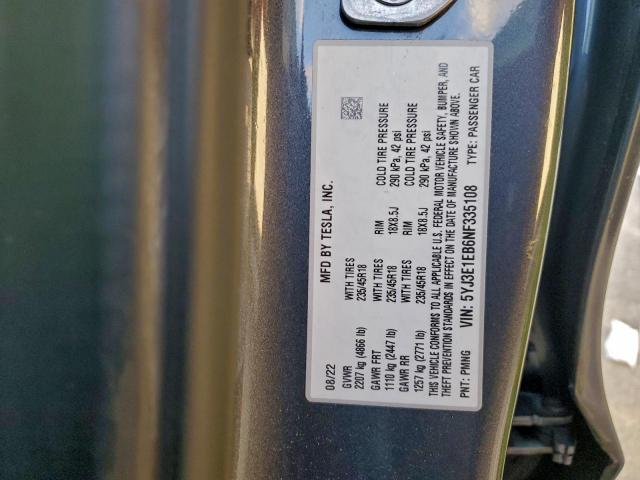 MFD BY TESLA, INC.
08/22
GVWR WITH TIRES RIM COLD TIRE PRESSURE
2207 kg (4866 lb) 235/45R18 18X8.5J 290 kPa, 42 psi
GAWR FRT WITH TIRES RIM COLD TIRE PRESSURE
1110 kg (2447 lb) 235/45R18 18X8.5J 290 kPa, 42 psi
GAWR RR
1257 kg (2771 lb) 235/45R18
THIS VEHICLE CONFORMS TO ALL APPLICABLE U.S. FEDERAL MOTOR VEHICLE SAFETY, BUMPER, AND
THEFT PREVENTION STANDARDS IN EFFECT ON THE DATE OF MANUFACTURE SHOWN ABOVE.
PNT: PMNG VIN: 5YJ3E1EB6NF335108 TYPE: PASSENGER CAR